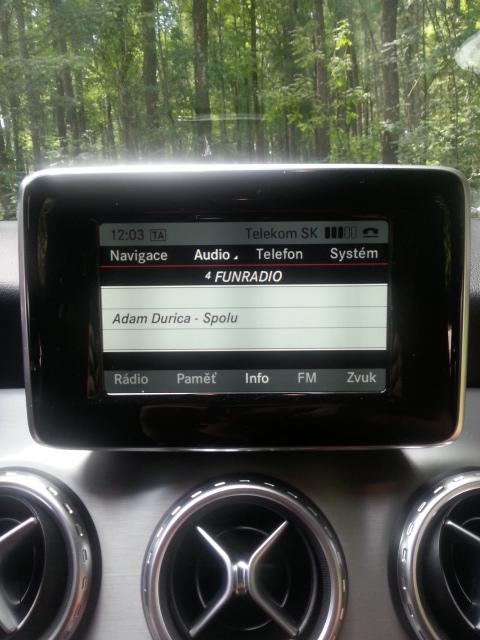 12:03 TA Telekom SK
Navigace Audio Telefon Systém
4 FUNRADIO
Adam Durica - Spolu
Rádio Paměť Info FM Zvuk